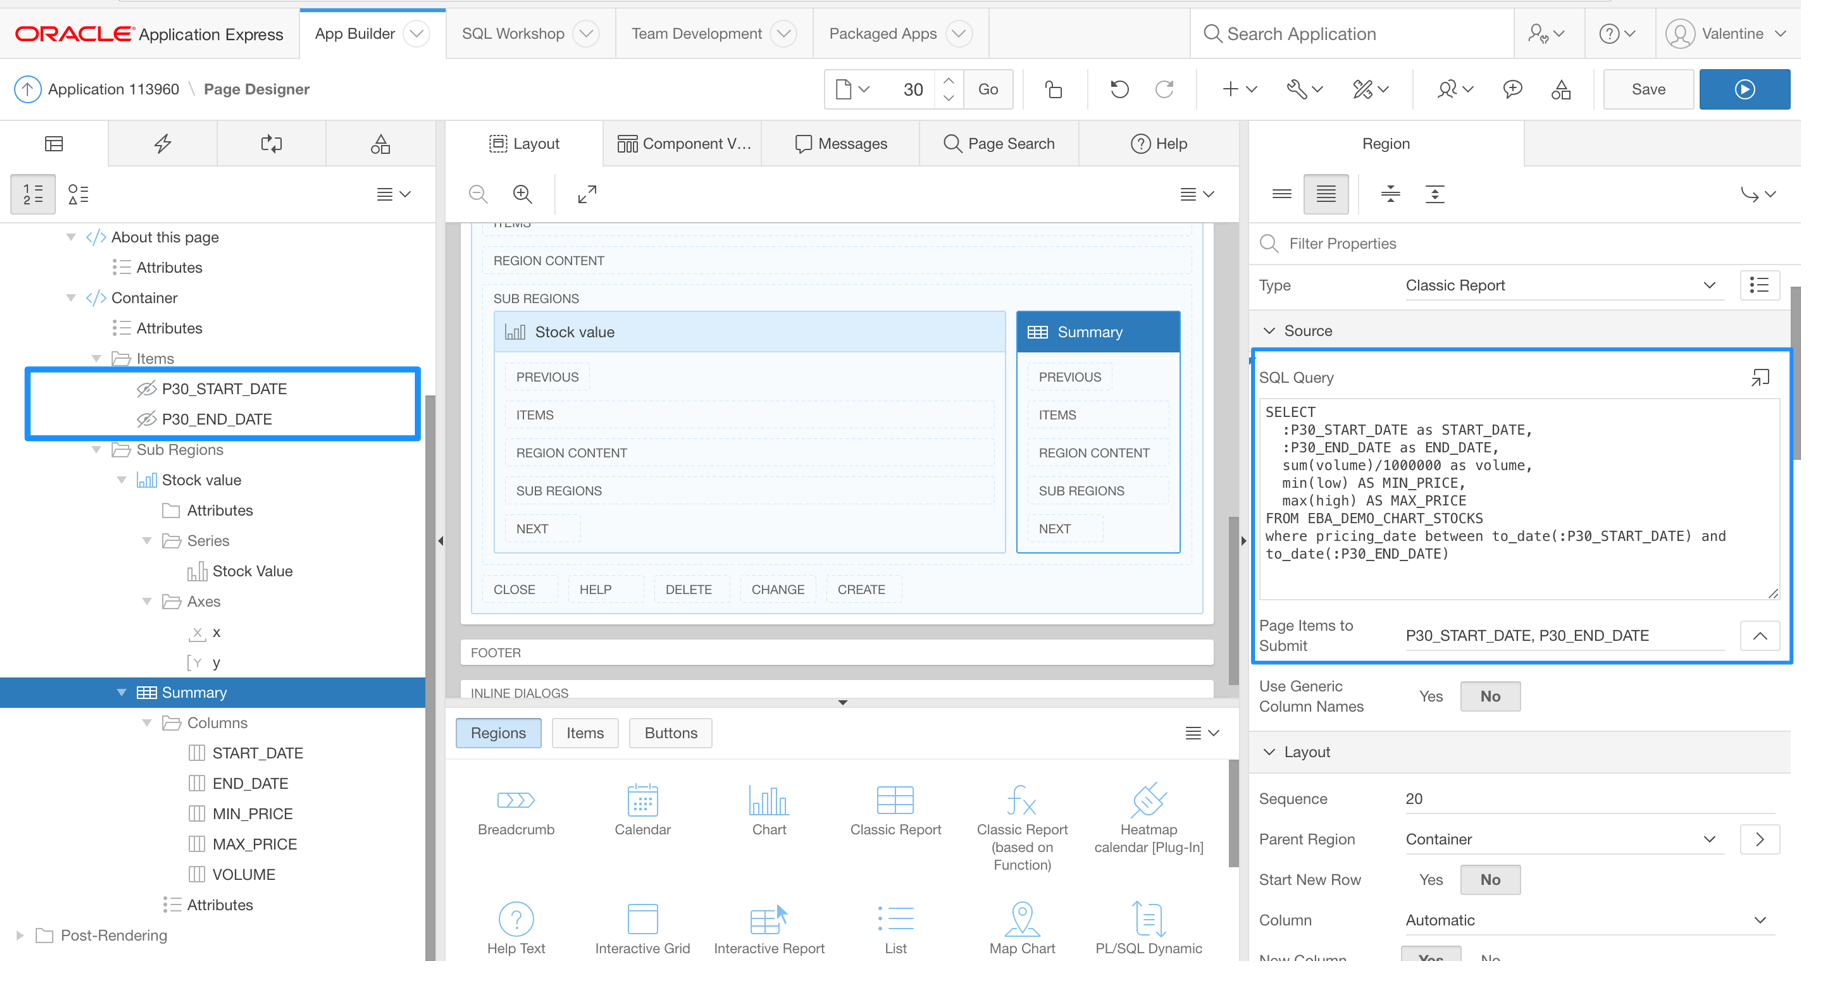 ORACLE Application Express
App Builder
SQL Workshop
Team Development
Packaged Apps
Search Application
Valentine
Application 113960 \ Page Designer
30
Go
Save
Layout
Component V...
Messages
Page Search
Help
Region
About this page
Attributes
Container
Attributes
Items
P30_START_DATE
P30_END_DATE
Sub Regions
Stock value
Attributes
Series
Stock Value
Axes
x
y
Summary
Columns
START_DATE
END_DATE
MIN_PRICE
MAX_PRICE
VOLUME
Attributes
Post-Rendering
ITEMS
REGION CONTENT
SUB REGIONS
Stock value
PREVIOUS
ITEMS
REGION CONTENT
SUB REGIONS
NEXT
Summary
PREVIOUS
ITEMS
REGION CONTENT
SUB REGIONS
NEXT
CLOSE
HELP
DELETE
CHANGE
CREATE
FOOTER
INLINE DIALOGS
Regions
Items
Buttons
Breadcrumb
Calendar
Chart
Classic Report
Classic Report
(based on
Function)
Heatmap
calendar [Plug-In]
Help Text
Interactive Grid
Interactive Report
List
Map Chart
PL/SQL Dynamic
Filter Properties
Type
Classic Report
Source
SQL Query
SELECT
:P30_START_DATE as START_DATE,
:P30_END_DATE as END_DATE,
sum(volume)/1000000 as volume,
min(low) AS MIN_PRICE,
max(high) AS MAX_PRICE
FROM EBA_DEMO_CHART_STOCKS
where pricing_date between to_date(:P30_START_DATE) and
to_date(:P30_END_DATE)
Page Items to
Submit
P30_START_DATE, P30_END_DATE
Use Generic
Column Names
Yes
No
Layout
Sequence
20
Parent Region
Container
Start New Row
Yes
No
Column
Automatic
New Column
Yes
No